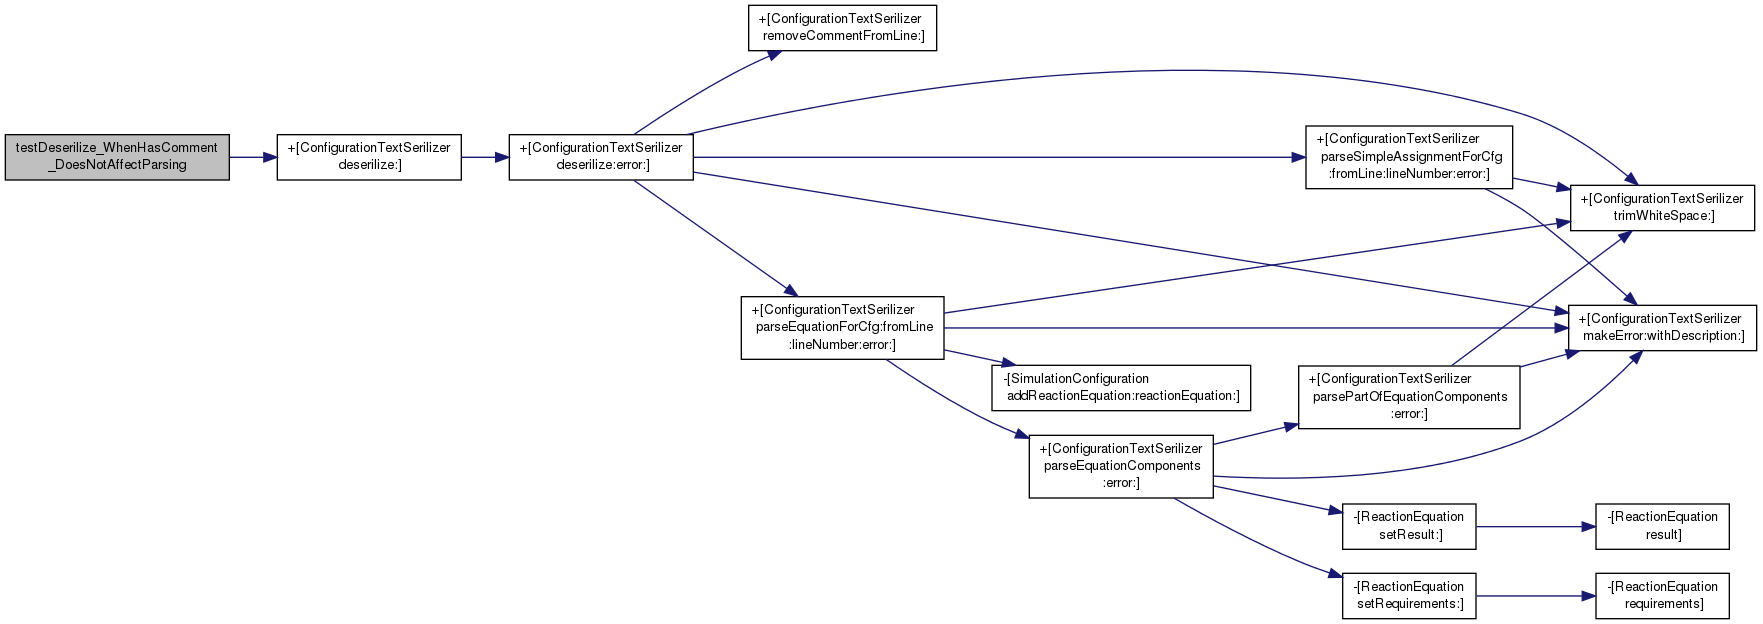 testDeserilize_WhenHasComment
_DoesNotAffectParsing
+[ConfigurationTextSerilizer
deserilize:]
+[ConfigurationTextSerilizer
deserilize:error:]
+[ConfigurationTextSerilizer
removeCommentFromLine:]
+[ConfigurationTextSerilizer
parseSimpleAssignmentForCfg
:fromLine:lineNumber:error:]
+[ConfigurationTextSerilizer
trimWhiteSpace:]
+[ConfigurationTextSerilizer
parseEquationForCfg:fromLine
:lineNumber:error:]
+[ConfigurationTextSerilizer
makeError:withDescription:]
-[SimulationConfiguration
addReactionEquation:reactionEquation:]
+[ConfigurationTextSerilizer
parsePartOfEquationComponents
:error:]
+[ConfigurationTextSerilizer
parseEquationComponents
:error:]
-[ReactionEquation
setResult:]
-[ReactionEquation
result]
-[ReactionEquation
setRequirements:]
-[ReactionEquation
requirements]